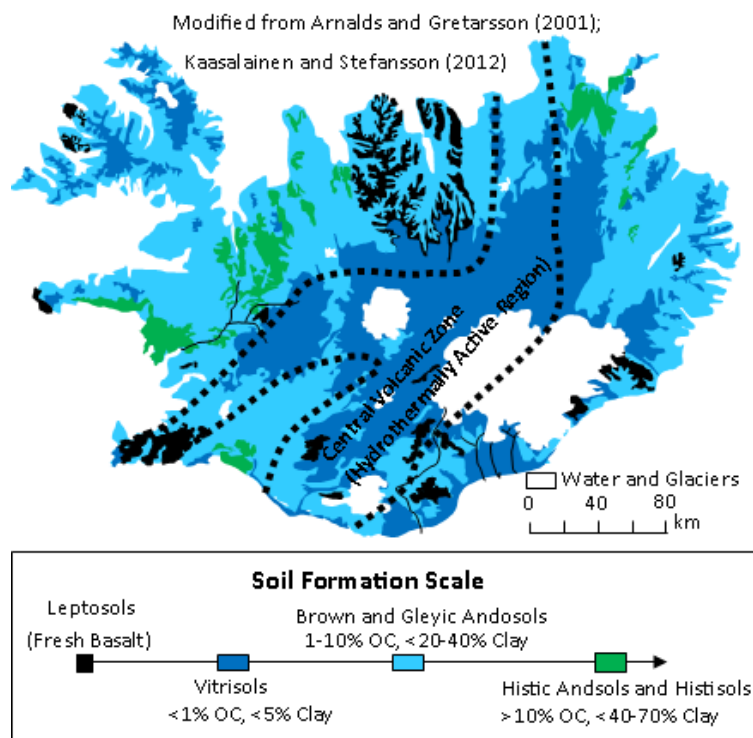 Modified from Arnalds and Gretarsson (2001);
Kaasalainen and Stefansson (2012)
Central Volcanic Zone
(Hydrothermally Active Region)
Water and Glaciers
0 40 80
km
Soil Formation Scale
Leptosols
(Fresh Basalt)
Brown and Gleyic Andosols
1-10% OC, <20-40% Clay
Vitrisols
<1% OC, <5% Clay
Histic Andsols and Histisols
>10% OC, <40-70% Clay